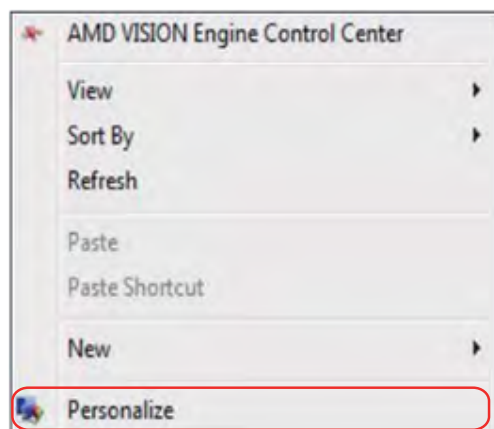 AMD VISION Engine Control Center
View
Sort By
Refresh
Paste
Paste Shortcut
New
Personalize